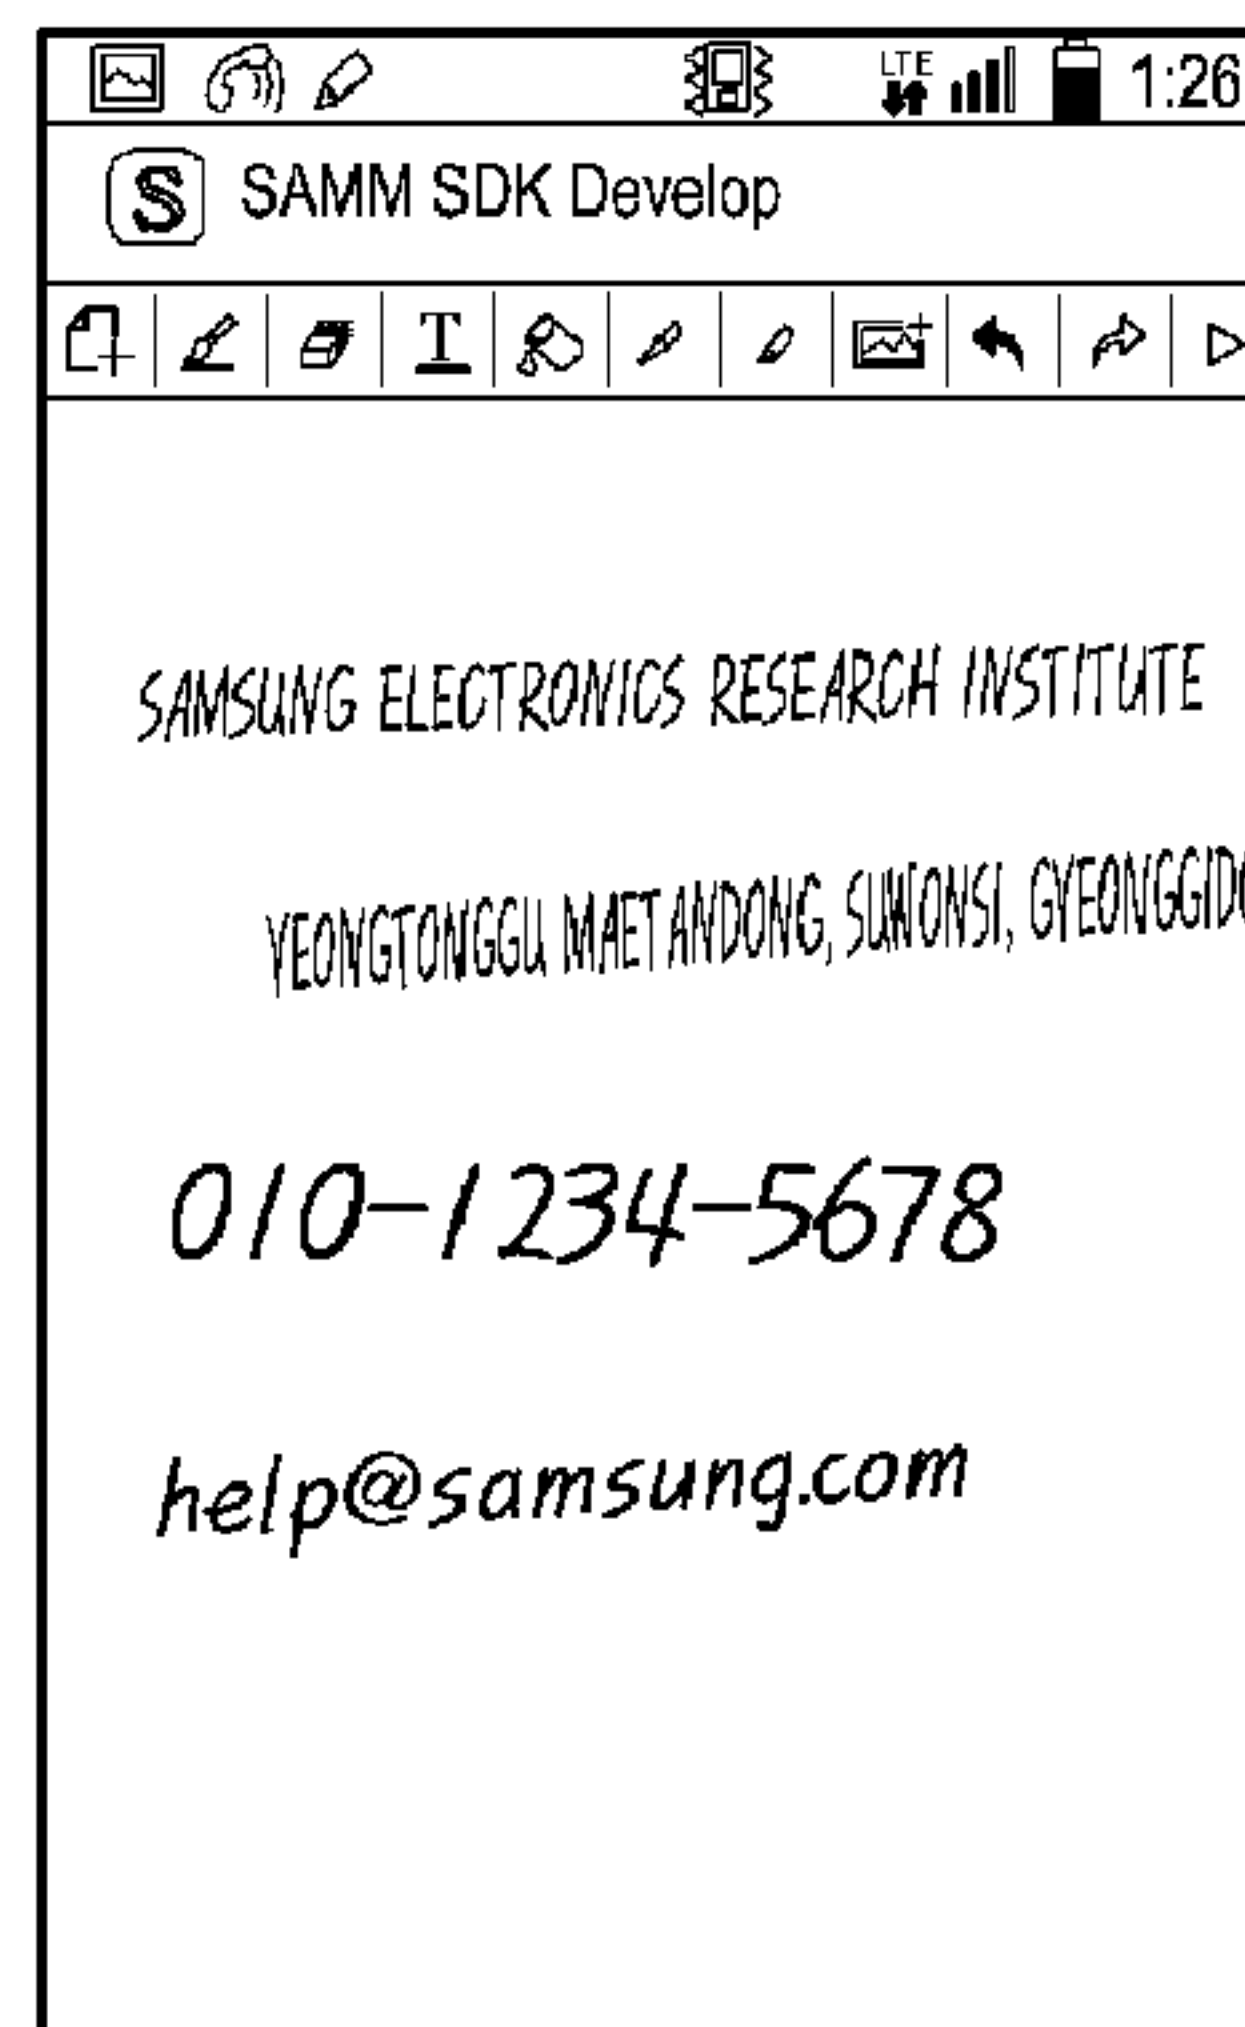 LTE 1:26
SAMM SDK Develop
T
SAMSUNG ELECTRONICS RESEARCH INSTITUTE
YEONGTONGGU MAETANDONG, SUWONSI, GYEONGGIDO
010-1234-5678
help@samsung.com